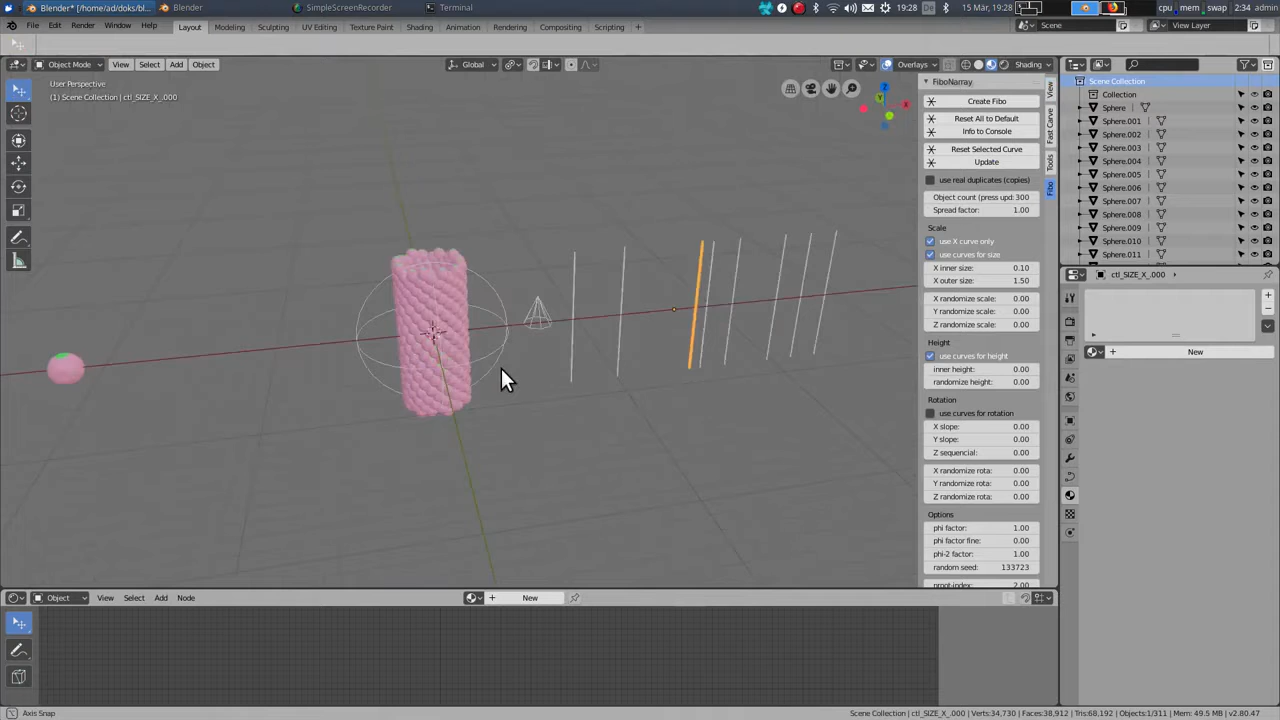 Blender* [/home/ad/doks/bl...
Blender
SimpleScreenRecorder
Terminal
19:28
De
15 Mär, 19:28
cpu
mem
swap
2:34
admin
File
Edit
Render
Window
Help
Layout
Modeling
Sculpting
UV Editing
Texture Paint
Shading
Animation
Rendering
Compositing
Scripting
+
Scene
View Layer
Object Mode
View
Select
Add
Object
Global
Overlays
Shading
User Perspective
(1) Scene Collection | ctl_SIZE_X_.000
FiboNarray
Create Fibo
Reset All to Default
Info to Console
Reset Selected Curve
Update
use real duplicates (copies)
Object count (press upd: 300
Spread factor: 1.00
Scale
use X curve only
use curves for size
X inner size: 0.10
X outer size: 1.50
X randomize scale: 0.00
Y randomize scale: 0.00
Z randomize scale: 0.00
Height
use curves for height
inner height: 0.00
randomize height: 0.00
Rotation
use curves for rotation
X slope: 0.00
Y slope: 0.00
Z sequencial: 0.00
X randomize rota: 0.00
Y randomize rota: 0.00
Z randomize rota: 0.00
Options
phi factor: 1.00
phi factor fine: 0.00
phi-2 factor: 1.00
random seed: 133723
nroot-index: 2.00
View
Fast Carve
Tools
Fibo
Scene Collection
Collection
Sphere
Sphere.001
Sphere.002
Sphere.003
Sphere.004
Sphere.005
Sphere.006
Sphere.007
Sphere.008
Sphere.009
Sphere.010
Sphere.011
ctl_SIZE_X_.000
New
Object
View
Select
Add
Node
New
Axis Snap
Scene Collection | ctl_SIZE_X_.000 | Verts:34,730 | Faces:38,912 | Tris:68,192 | Objects:1/311 | Mem: 49.5 MB | v2.80.47